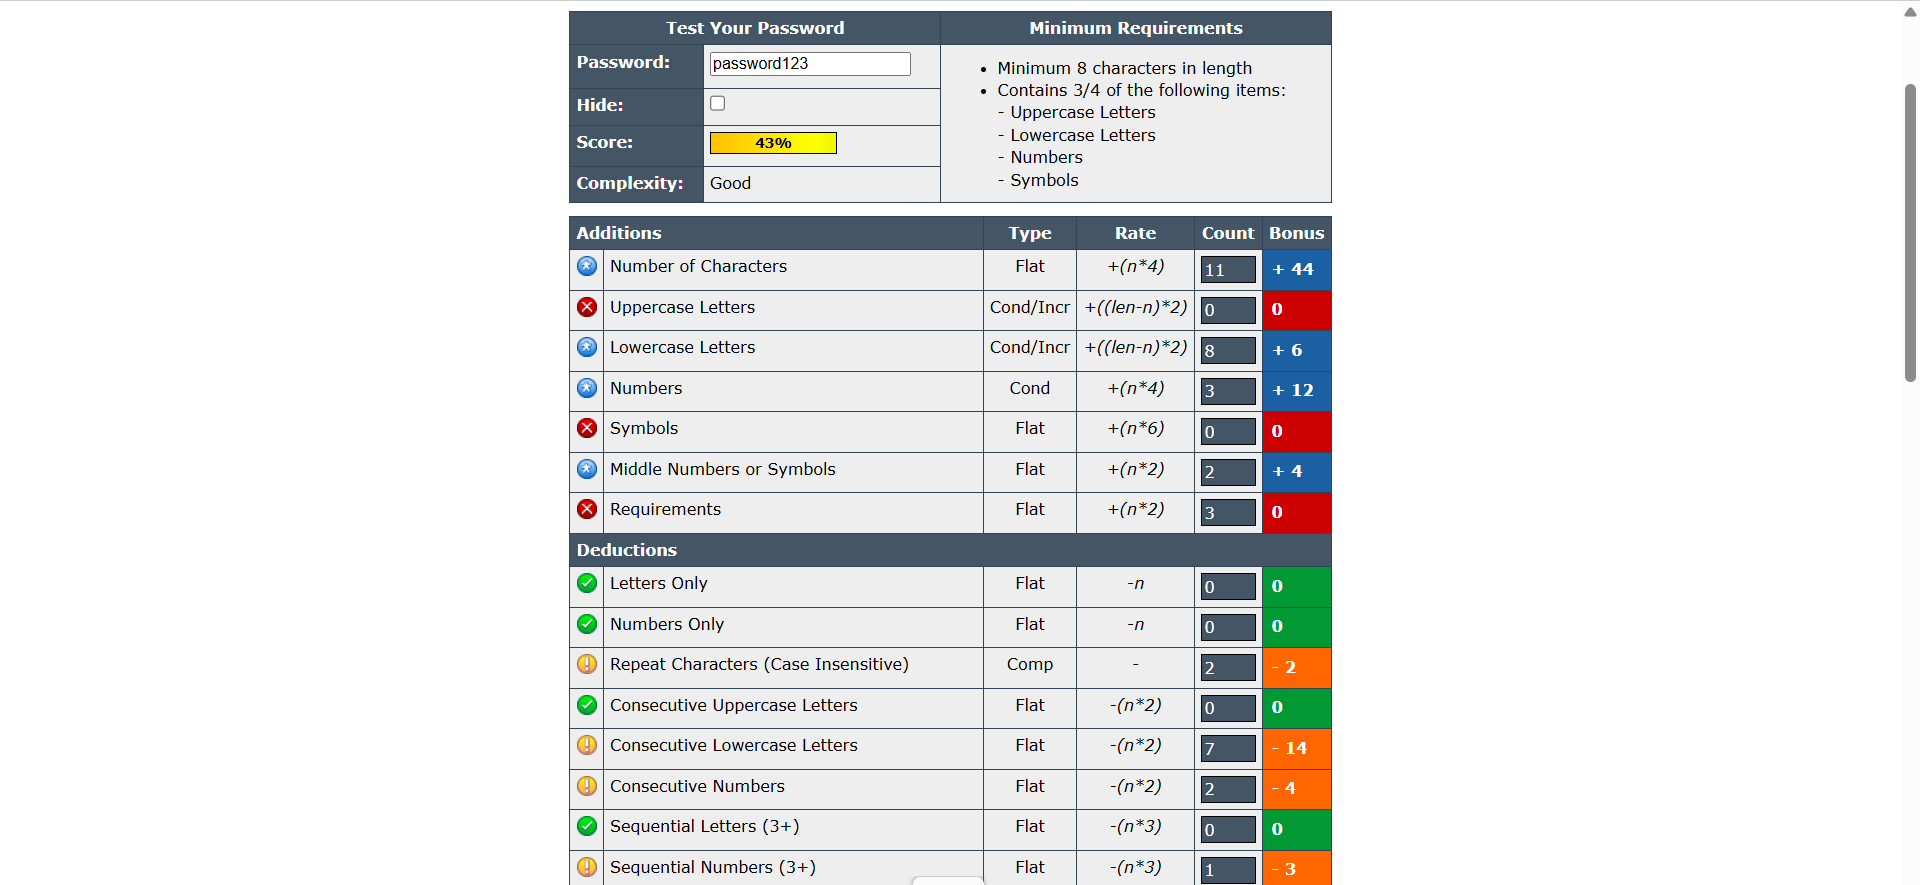 Test Your Password Minimum Requirements
Password: password123
Hide:
Score: 43%
Complexity: Good
• Minimum 8 characters in length
• Contains 3/4 of the following items:
- Uppercase Letters
- Lowercase Letters
- Numbers
- Symbols
Additions Type Rate Count Bonus
Number of Characters Flat +(n*4) 11 + 44
Uppercase Letters Cond/Incr +((len-n)*2) 0 0
Lowercase Letters Cond/Incr +((len-n)*2) 8 + 6
Numbers Cond +(n*4) 3 + 12
Symbols Flat +(n*6) 0 0
Middle Numbers or Symbols Flat +(n*2) 2 + 4
Requirements Flat +(n*2) 3 0
Deductions
Letters Only Flat -n 0 0
Numbers Only Flat -n 0 0
Repeat Characters (Case Insensitive) Comp - 2 - 2
Consecutive Uppercase Letters Flat -(n*2) 0 0
Consecutive Lowercase Letters Flat -(n*2) 7 - 14
Consecutive Numbers Flat -(n*2) 2 - 4
Sequential Letters (3+) Flat -(n*3) 0 0
Sequential Numbers (3+) Flat -(n*3) 1 - 3